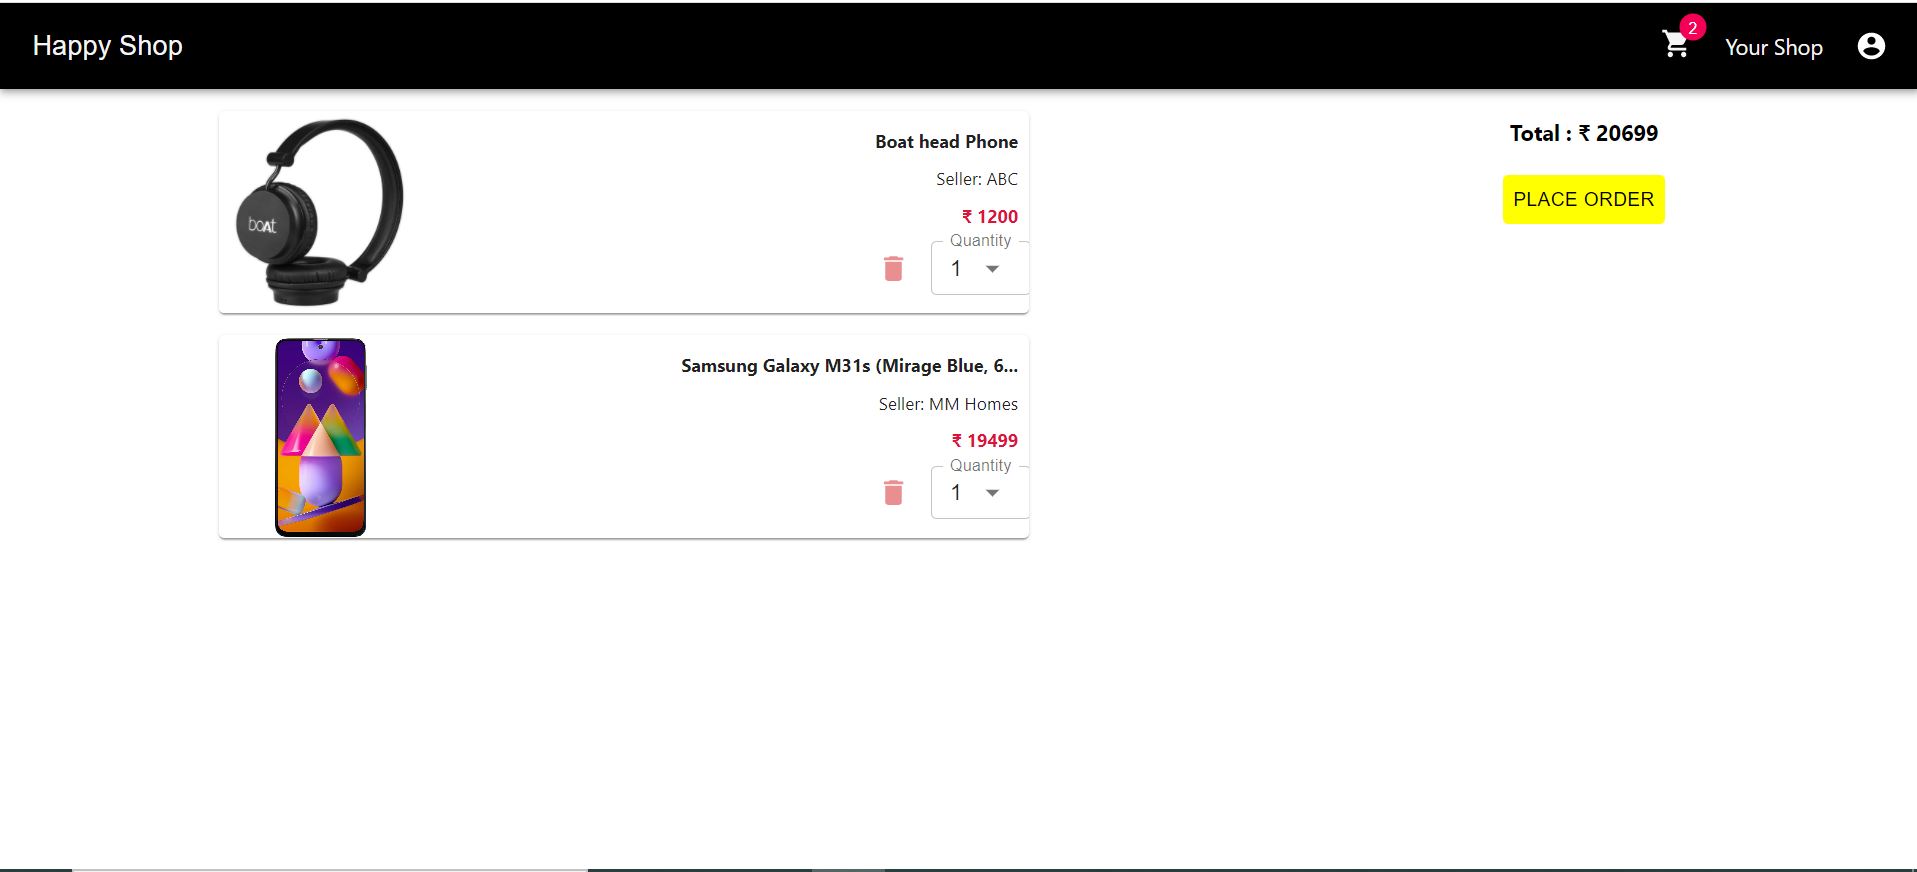 Happy Shop
2
Your Shop
boAt
Boat head Phone
Seller: ABC
₹ 1200
Quantity
1
Samsung Galaxy M31s (Mirage Blue, 6...
Seller: MM Homes
₹ 19499
Quantity
1
Total : ₹ 20699
PLACE ORDER